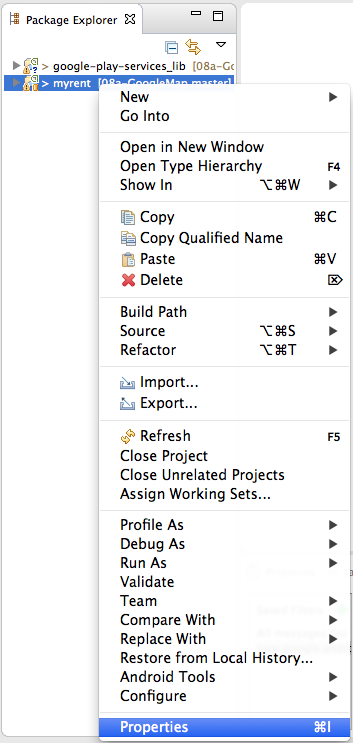 Package Explorer
> google-play-services_lib [08a-Go
> myrent [08a-GoogleMap master]
New
Go Into
Open in New Window
Open Type Hierarchy F4
Show In ⌥⌘W
Copy ⌘C
Copy Qualified Name
Paste ⌘V
Delete ⌦
Build Path
Source ⌥⌘S
Refactor ⌥⌘T
Import...
Export...
Refresh F5
Close Project
Close Unrelated Projects
Assign Working Sets...
Profile As
Debug As
Run As
Validate
Team
Compare With
Replace With
Restore from Local History...
Android Tools
Configure
Properties ⌘I